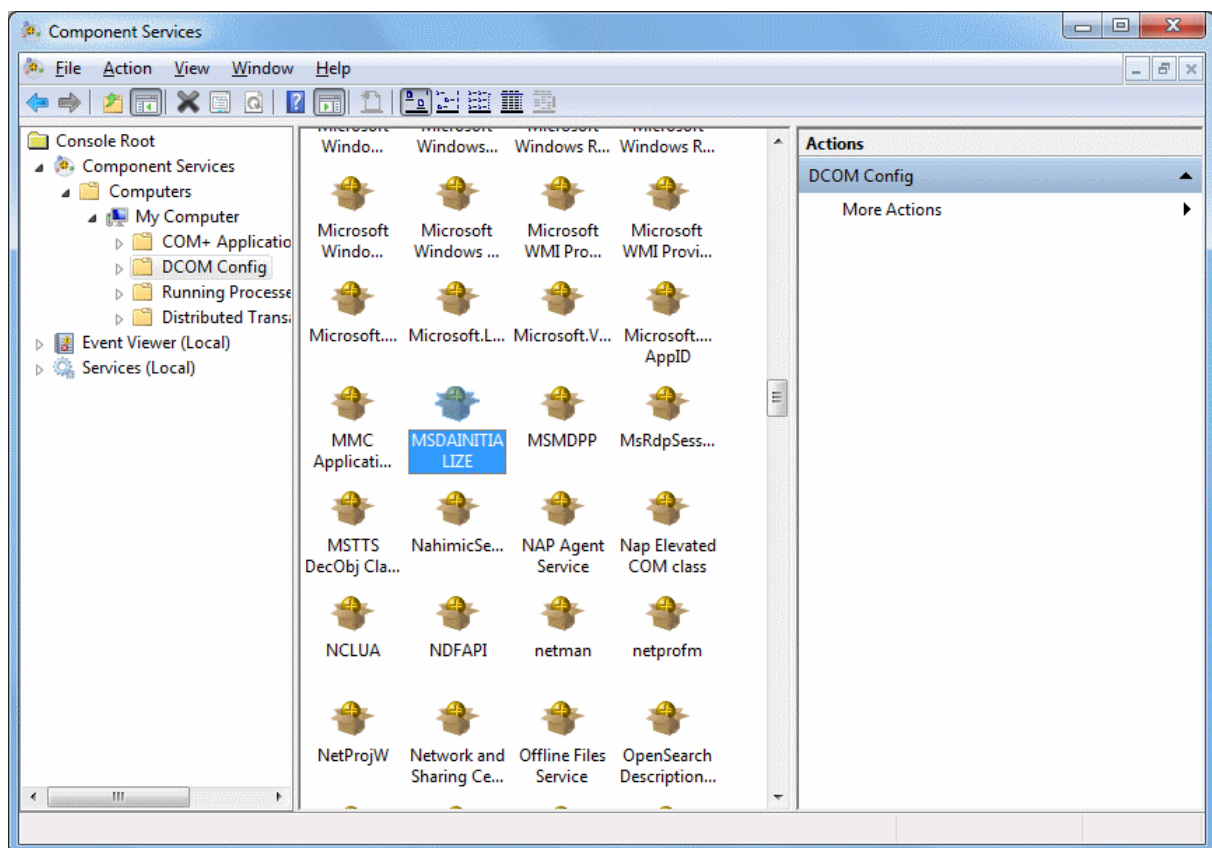 Component Services
File Action View Window Help
Console Root
Component Services
Computers
My Computer
COM+ Applicatio
DCOM Config
Running Processe
Distributed Trans
Event Viewer (Local)
Services (Local)
Microsoft Microsoft Microsoft Microsoft
Windo... Windows... Windows R... Windows R...
Microsoft Microsoft Microsoft Microsoft
Windo... Windows ... WMI Pro... WMI Provi...
Microsoft.... Microsoft.L... Microsoft.V... Microsoft....
AppID
MMC MSDAINITIA MSMDPP MsRdpSess...
Applicati... LIZE
MSTTS NahimicSe... NAP Agent Nap Elevated
DecObj Cla... Service COM class
NCLUA NDFAPI netman netprofm
NetProjW Network and Offline Files OpenSearch
Sharing Ce... Service Description...
Actions
DCOM Config
More Actions